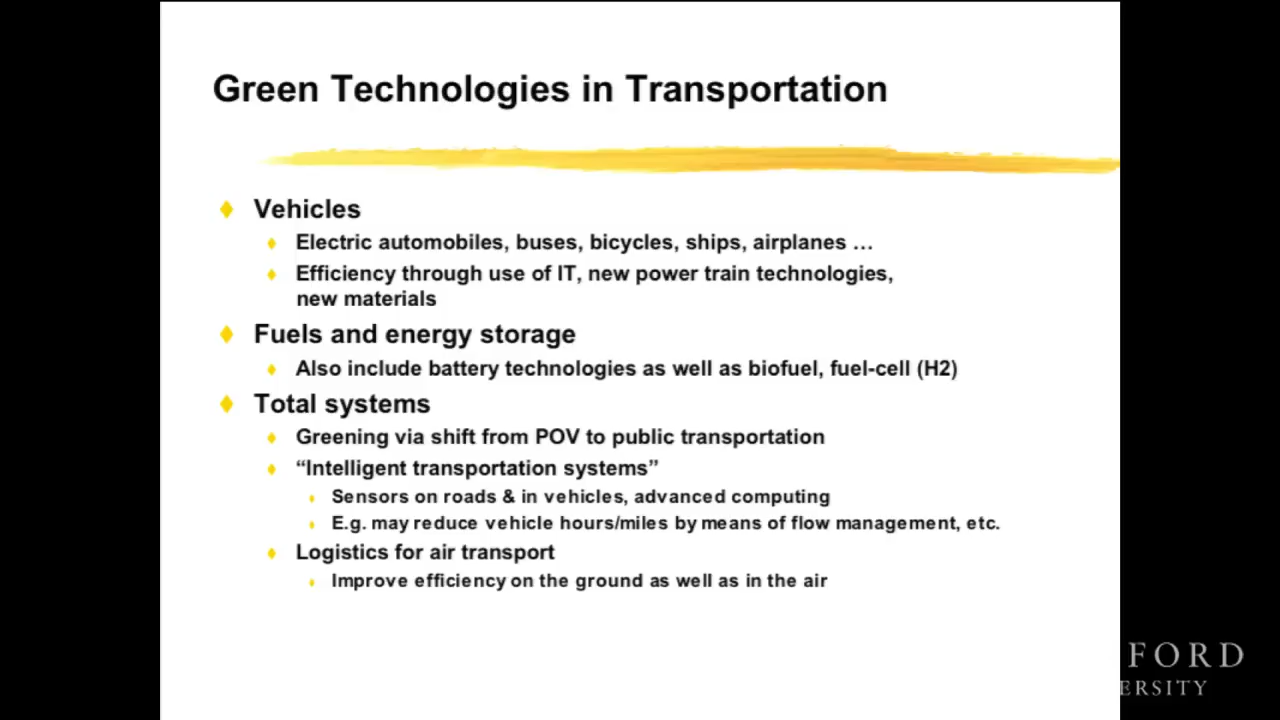 Green Technologies in Transportation
Vehicles
Electric automobiles, buses, bicycles, ships, airplanes …
Efficiency through use of IT, new power train technologies,
new materials
Fuels and energy storage
Also include battery technologies as well as biofuel, fuel-cell (H2)
Total systems
Greening via shift from POV to public transportation
“Intelligent transportation systems”
Sensors on roads & in vehicles, advanced computing
E.g. may reduce vehicle hours/miles by means of flow management, etc.
Logistics for air transport
Improve efficiency on the ground as well as in the air
FORD
ERSITY